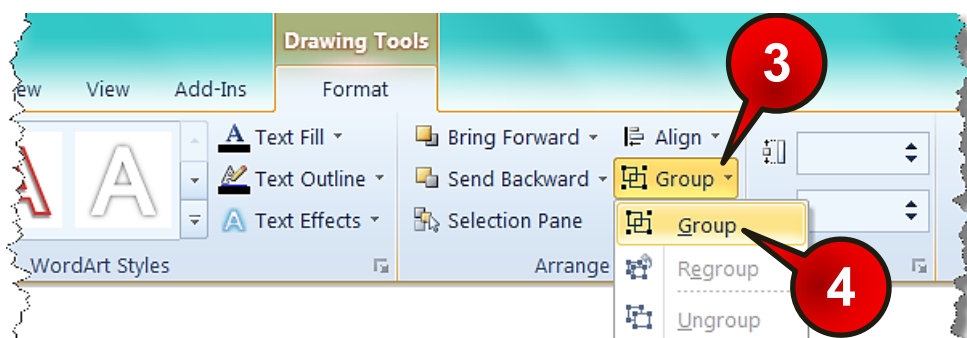 Drawing Tools
ew View Add-Ins Format
Text Fill Bring Forward Align
Text Outline Send Backward Group
Text Effects Selection Pane
Group
WordArt Styles Arrange
Regroup
Ungroup
3
4